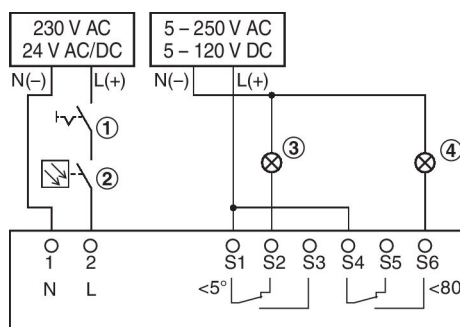 230 V AC
24 V AC/DC
5 – 250 V AC
5 – 120 V DC
N(–)
L(+)
N(–)
L(+)
1
2
3
4
1
2
S1
S2
S3
S4
S5
S6
N
L
<5°
<80